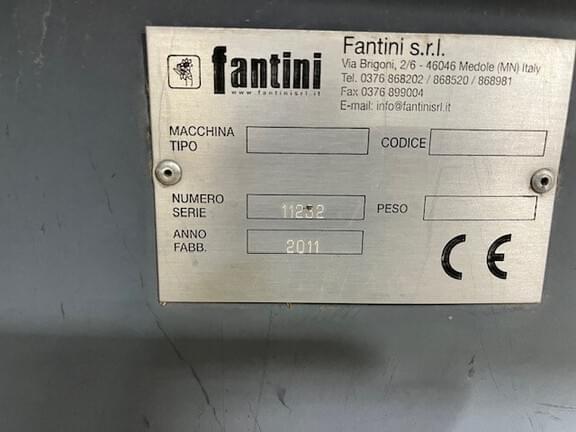 fantini
www.fantinisrl.it
Fantini s.r.l.
Via Brigoni, 2/6 - 46046 Medole (MN) Italy
Tel. 0376 868202 / 868520 / 868981
Fax 0376 899004
E-mail: info@fantinisrl.it
MACCHINA
TIPO
CODICE
NUMERO
SERIE
11232
PESO
ANNO
FABB.
2011
CE